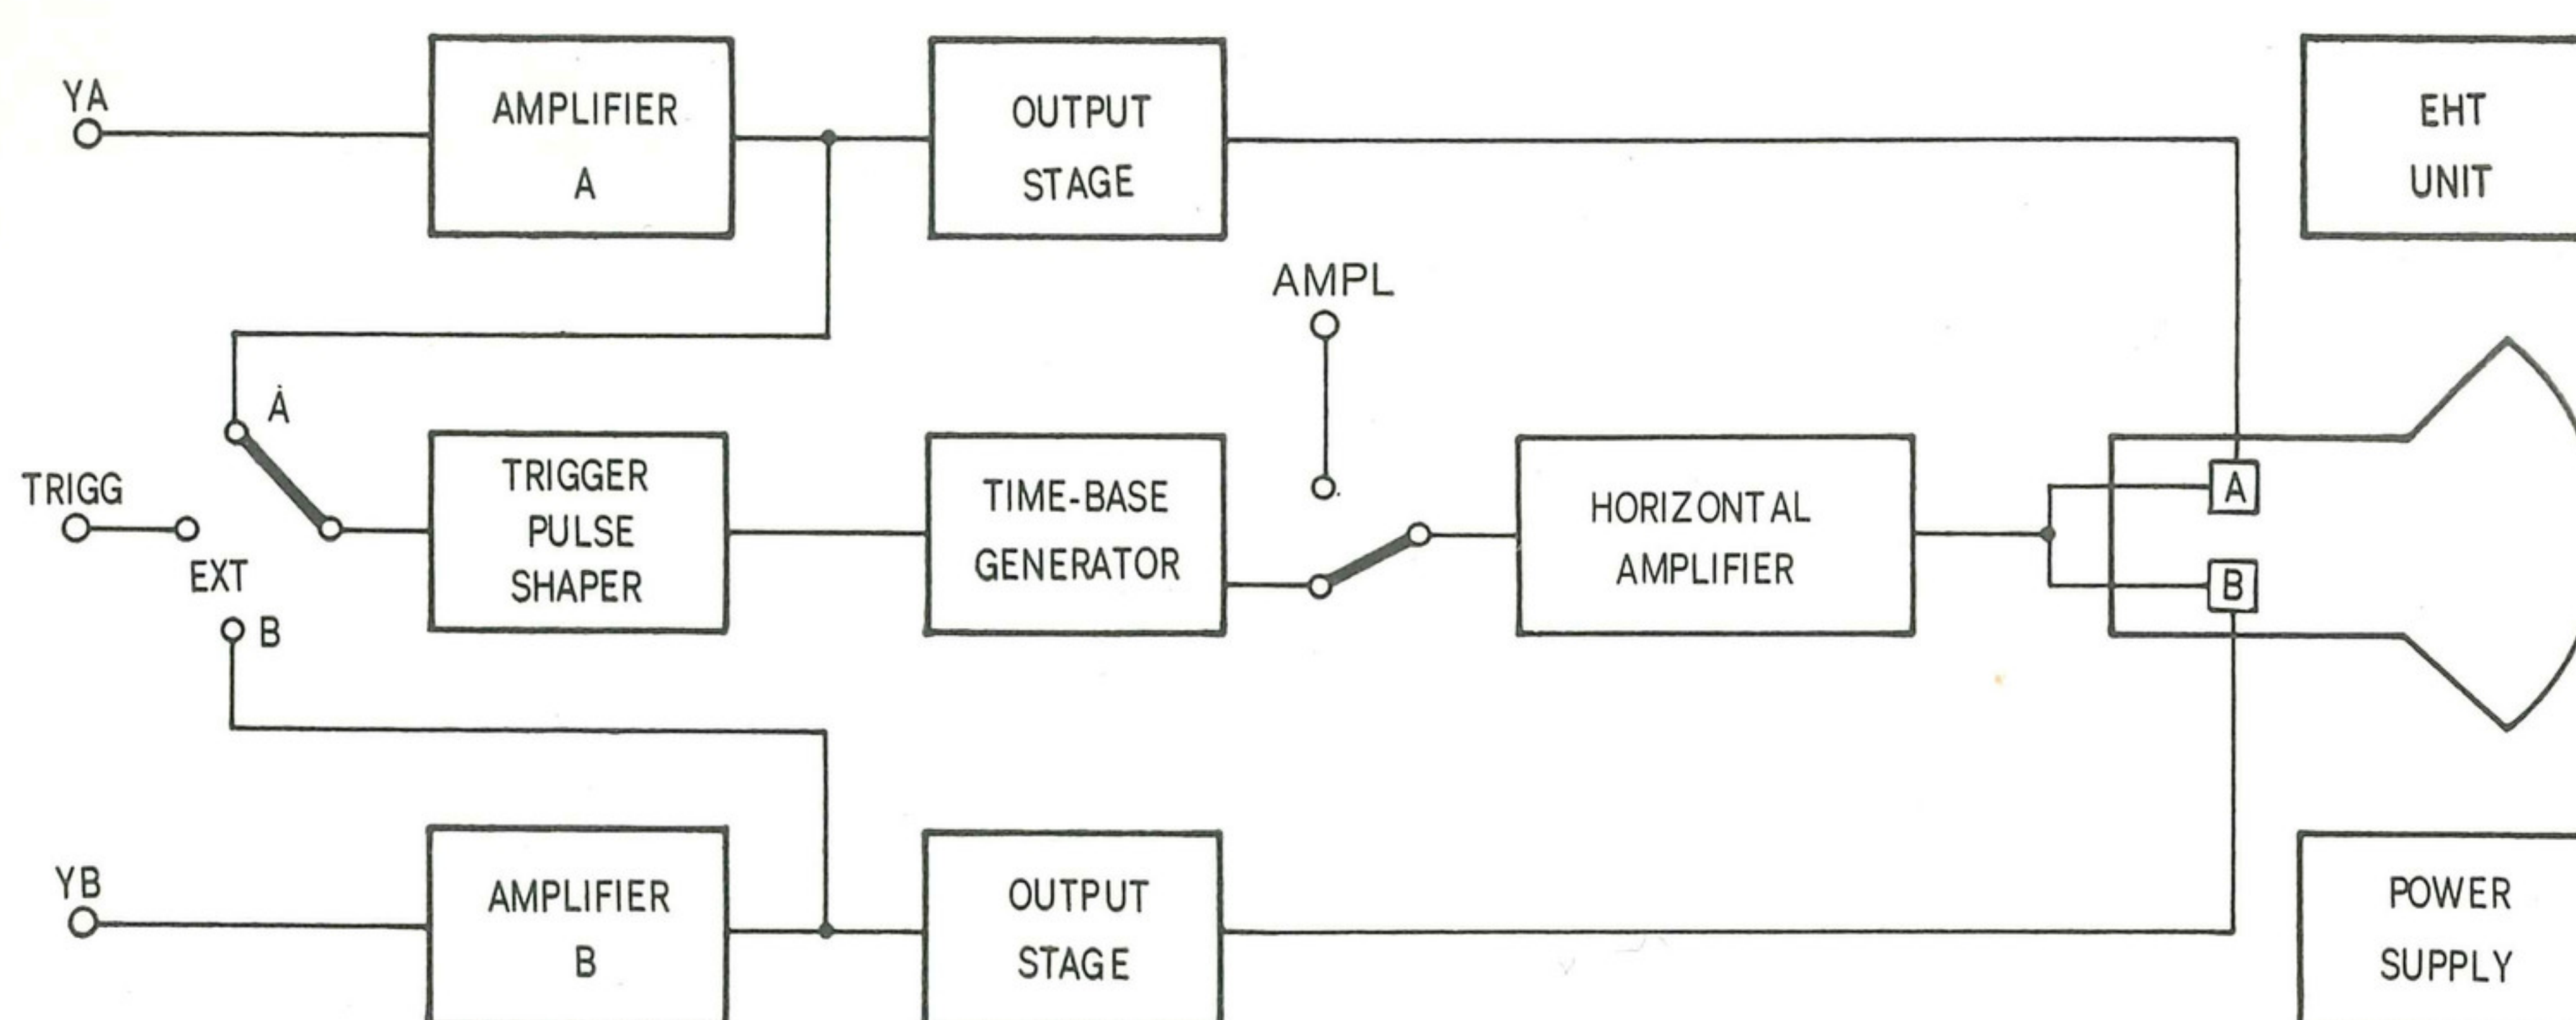 YA
AMPLIFIER
A
OUTPUT
STAGE
EHT
UNIT
AMPL
A
TRIGG
EXT
B
TRIGGER
PULSE
SHAPER
TIME-BASE
GENERATOR
HORIZONTAL
AMPLIFIER
A
B
YB
AMPLIFIER
B
OUTPUT
STAGE
POWER
SUPPLY